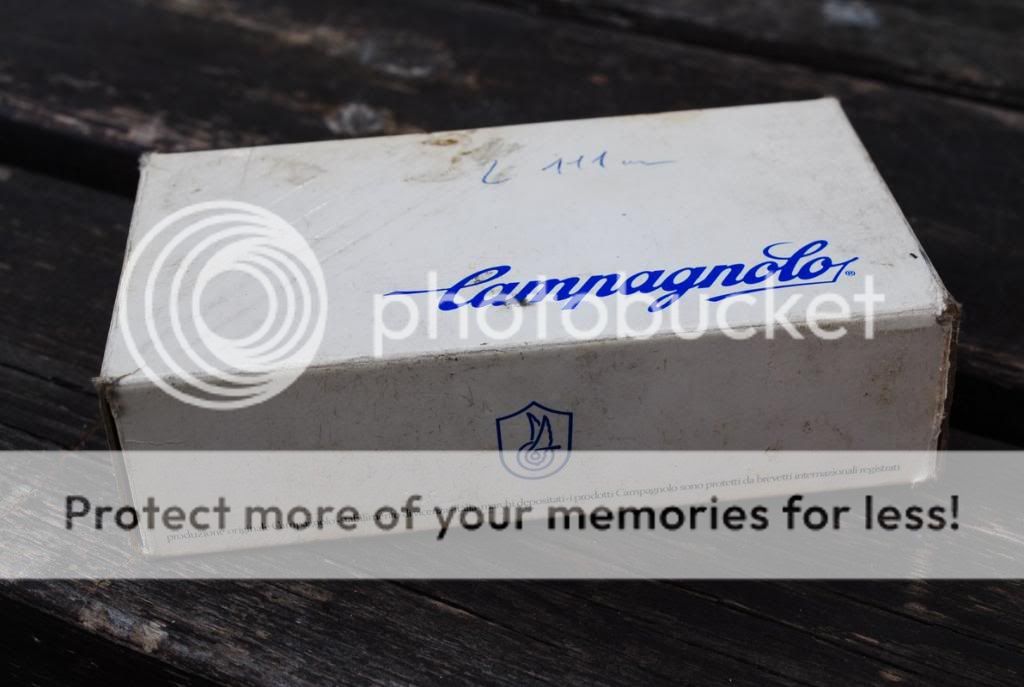 L 111 m
Campagnolo®
photobucket
Protect more of your memories for less!
depositati-i prodotti Campagnolo sono protetti da brevetti internazionali registrati
produzione